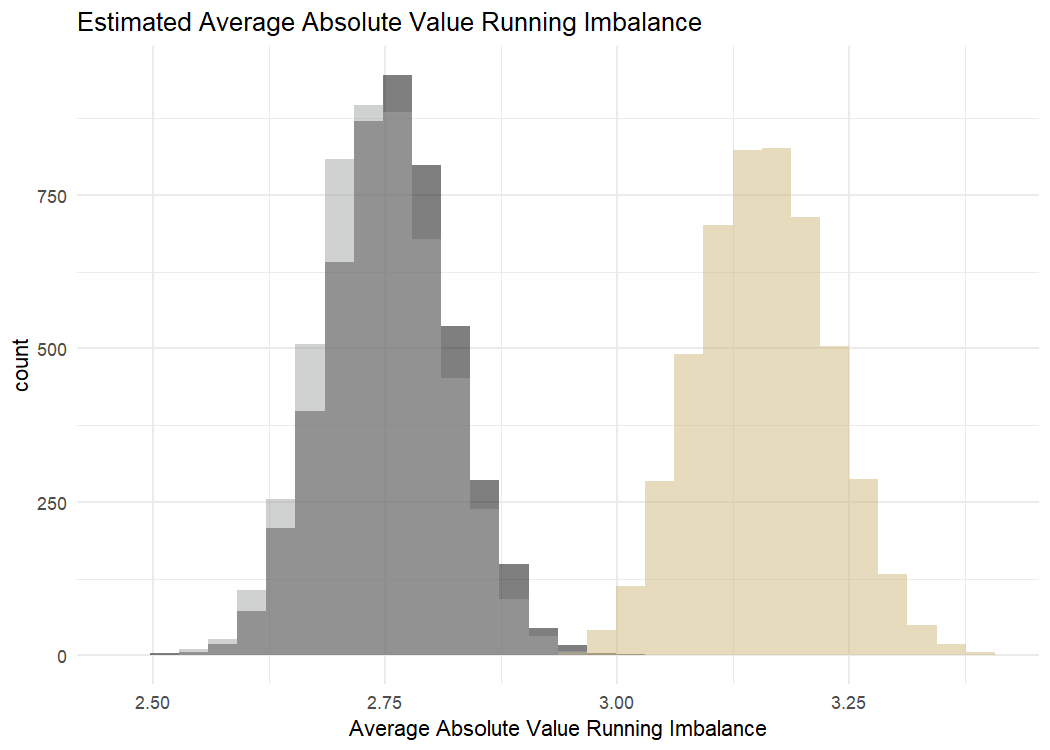 Estimated Average Absolute Value Running Imbalance
count
750
500
250
0
2.50 2.75 3.00 3.25
Average Absolute Value Running Imbalance